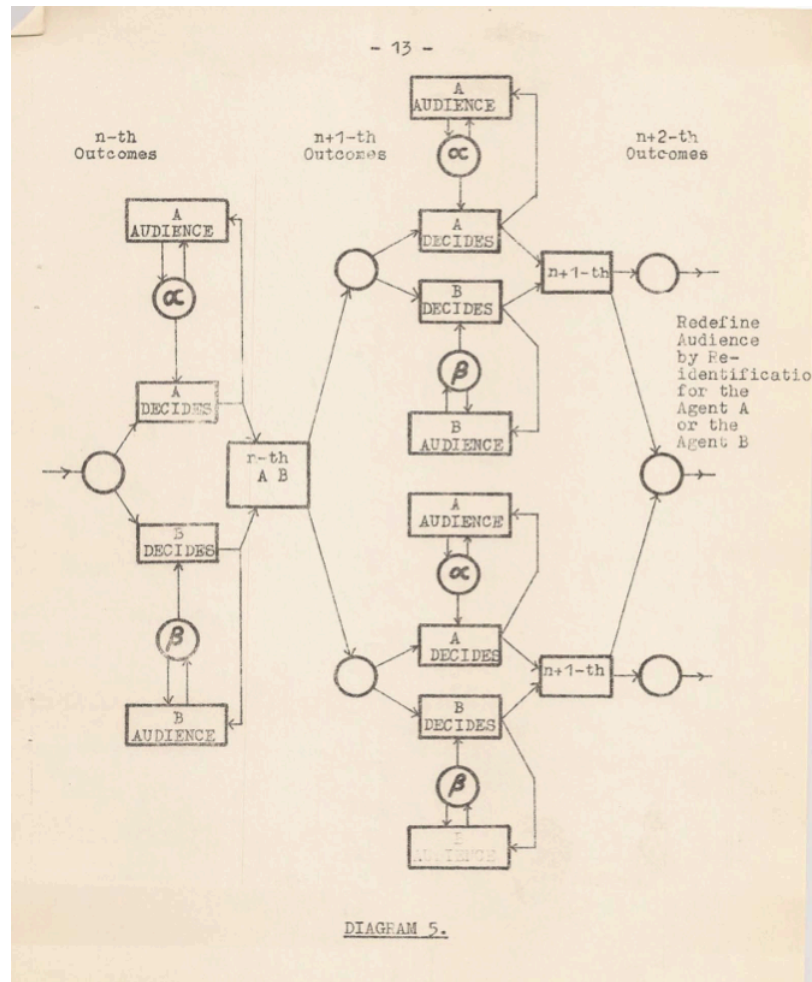 - 13 -
n-th
Outcomes
n+1-th
Outcomes
n+2-th
Outcomes
A
AUDIENCE
α
A
DECIDES
B
DECIDES
β
B
AUDIENCE
n-th
A B
A
AUDIENCE
α
A
DECIDES
B
DECIDES
β
B
AUDIENCE
n+1-th
A
AUDIENCE
α
A
DECIDES
B
DECIDES
β
B
AUDIENCE
n+1-th
Redefine
Audience
by Re-
identificatio
for the
Agent A
or the
Agent B
DIAGRAM 5.